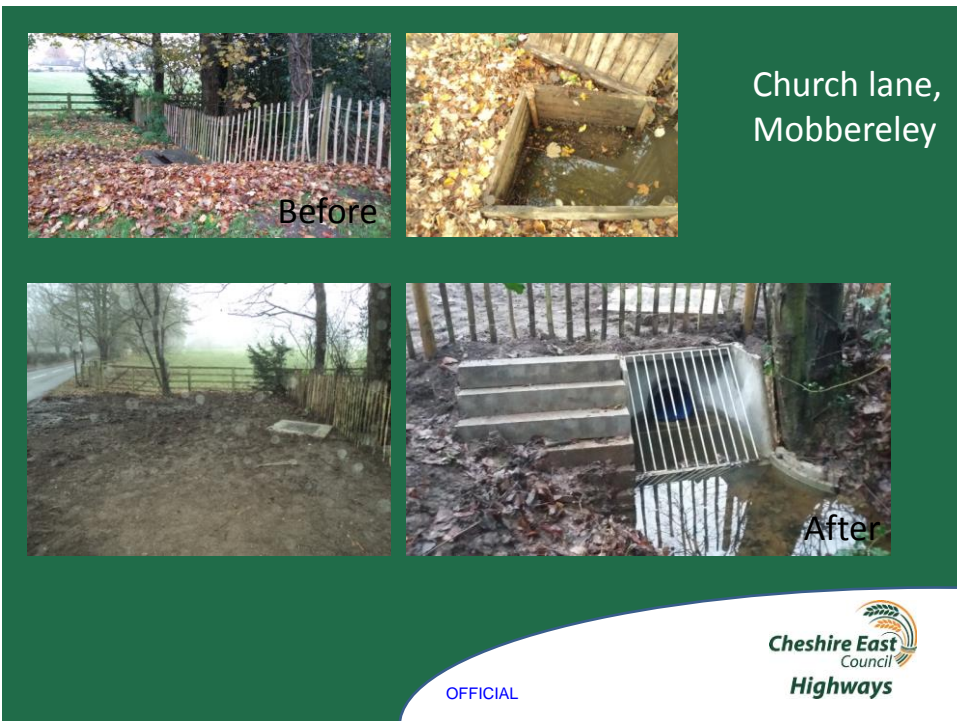 Church lane,
Mobbereley
Before
After
Cheshire East
Council
Highways
OFFICIAL